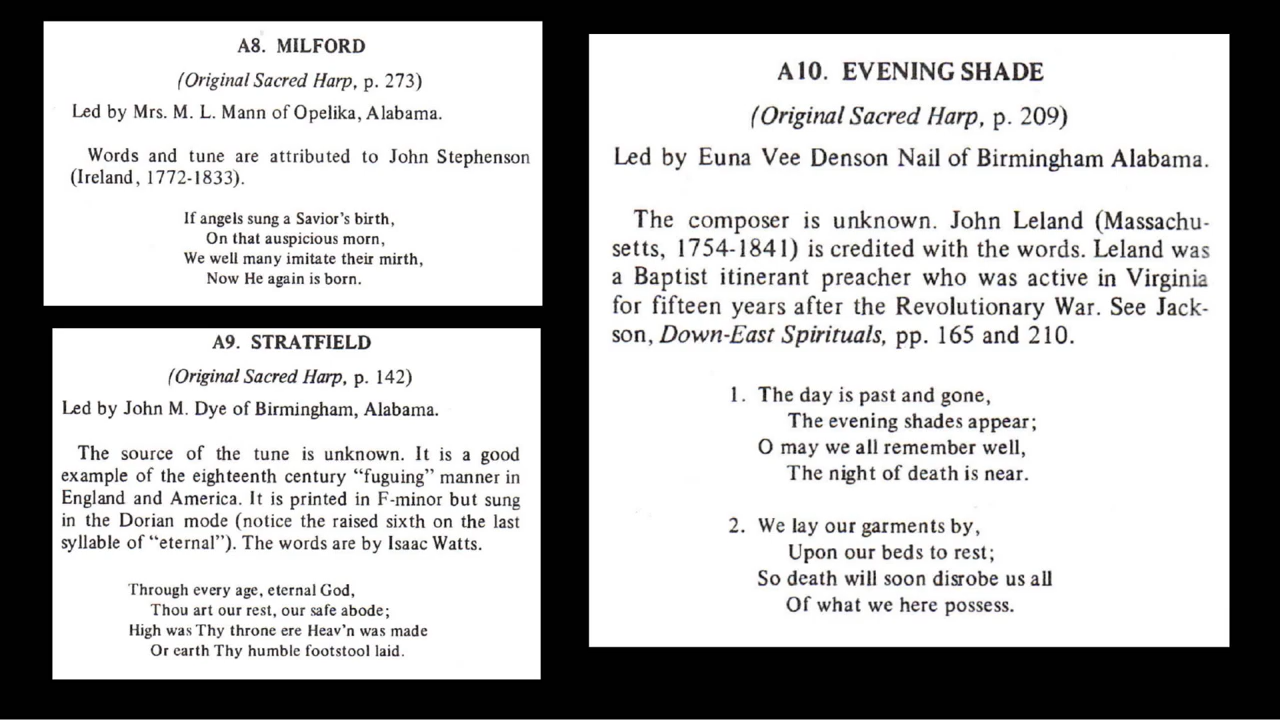 A8. MILFORD
(Original Sacred Harp, p. 273)
Led by Mrs. M. L. Mann of Opelika, Alabama.
Words and tune are attributed to John Stephenson
(Ireland, 1772-1833).
If angels sung a Savior's birth,
On that auspicious morn,
We well many imitate their mirth,
Now He again is born.
A9. STRATFIELD
(Original Sacred Harp, p. 142)
Led by John M. Dye of Birmingham, Alabama.
The source of the tune is unknown. It is a good
example of the eighteenth century “fuguing” manner in
England and America. It is printed in F-minor but sung
in the Dorian mode (notice the raised sixth on the last
syllable of “eternal”). The words are by Isaac Watts.
Through every age, eternal God,
Thou art our rest, our safe abode;
High was Thy throne ere Heav'n was made
Or earth Thy humble footstool laid.
A10. EVENING SHADE
(Original Sacred Harp, p. 209)
Led by Euna Vee Denson Nail of Birmingham Alabama.
The composer is unknown. John Leland (Massachu-
setts, 1754-1841) is credited with the words. Leland was
a Baptist itinerant preacher who was active in Virginia
for fifteen years after the Revolutionary War. See Jack-
son, Down-East Spirituals, pp. 165 and 210.
1. The day is past and gone,
The evening shades appear;
O may we all remember well,
The night of death is near.
2. We lay our garments by,
Upon our beds to rest;
So death will soon disrobe us all
Of what we here possess.